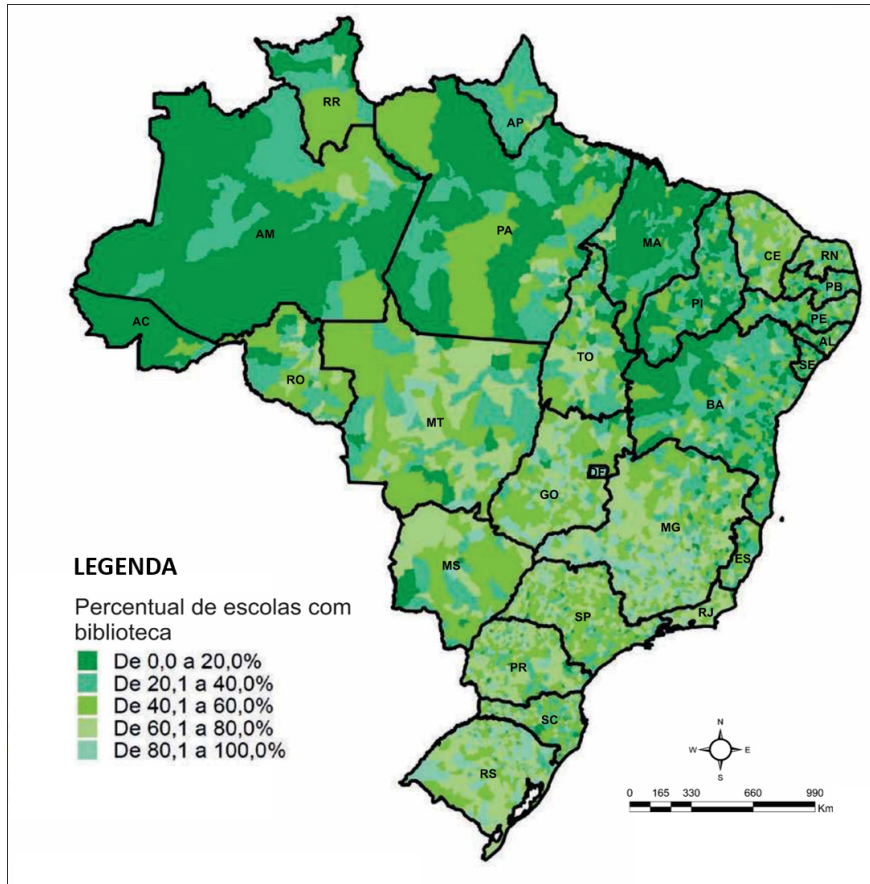 RR
AP
AM
PA
MA
CE
RN
PB
PI
PE
AC
AL
TO
SE
RO
BA
MT
DF
GO
MG
ES
MS
SP
RJ
PR
SC
RS
LEGENDA
Percentual de escolas com
biblioteca
De 0,0 a 20,0%
De 20,1 a 40,0%
De 40,1 a 60,0%
De 60,1 a 80,0%
De 80,1 a 100,0%
N
W E
S
0 165 330 660 990
Km